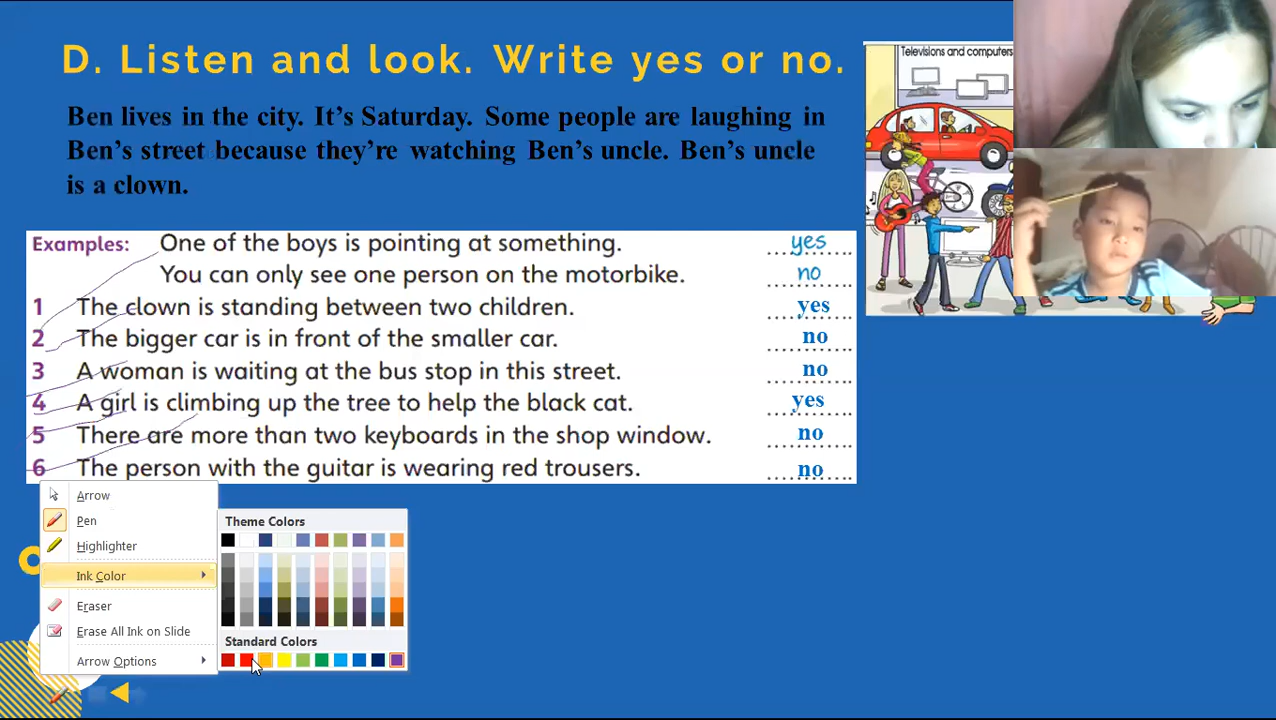 D. Listen and look. Write yes or no.
Televisions and computers
Ben lives in the city. It's Saturday. Some people are laughing in
Ben's street because they're watching Ben's uncle. Ben's uncle
is a clown.
Examples: One of the boys is pointing at something. yes
You can only see one person on the motorbike. no
1 The clown is standing between two children. yes
2 The bigger car is in front of the smaller car. no
3 A woman is waiting at the bus stop in this street. no
4 A girl is climbing up the tree to help the black cat. yes
5 There are more than two keyboards in the shop window. no
6 The person with the guitar is wearing red trousers. no
Arrow
Pen
Highlighter
Ink Color
Eraser
Erase All Ink on Slide
Arrow Options
Theme Colors
Standard Colors